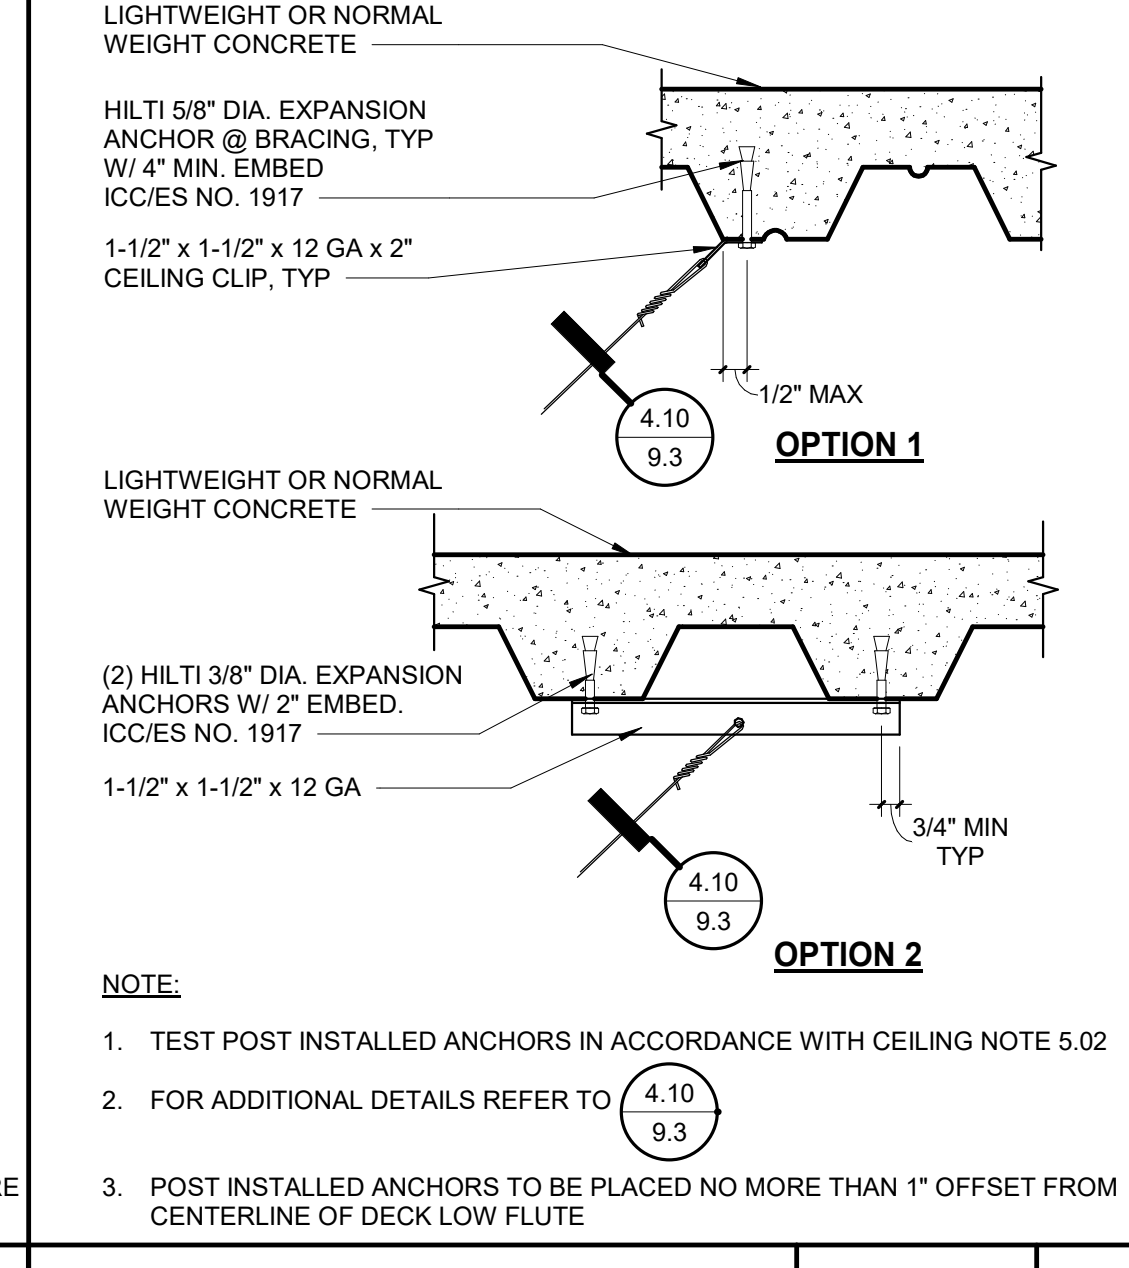 LIGHTWEIGHT OR NORMAL
WEIGHT CONCRETE
HILTI 5/8" DIA. EXPANSION
ANCHOR @ BRACING, TYP
W/ 4" MIN. EMBED
ICC/ES NO. 1917
1-1/2" x 1-1/2" x 12 GA x 2"
CEILING CLIP, TYP
1/2" MAX
4.10
9.3
OPTION 1
LIGHTWEIGHT OR NORMAL
WEIGHT CONCRETE
(2) HILTI 3/8" DIA. EXPANSION
ANCHORS W/ 2" EMBED.
ICC/ES NO. 1917
1-1/2" x 1-1/2" x 12 GA
3/4" MIN
TYP
4.10
9.3
OPTION 2
NOTE:
1. TEST POST INSTALLED ANCHORS IN ACCORDANCE WITH CEILING NOTE 5.02
2. FOR ADDITIONAL DETAILS REFER TO
4.10
9.3
3. POST INSTALLED ANCHORS TO BE PLACED NO MORE THAN 1" OFFSET FROM
CENTERLINE OF DECK LOW FLUTE